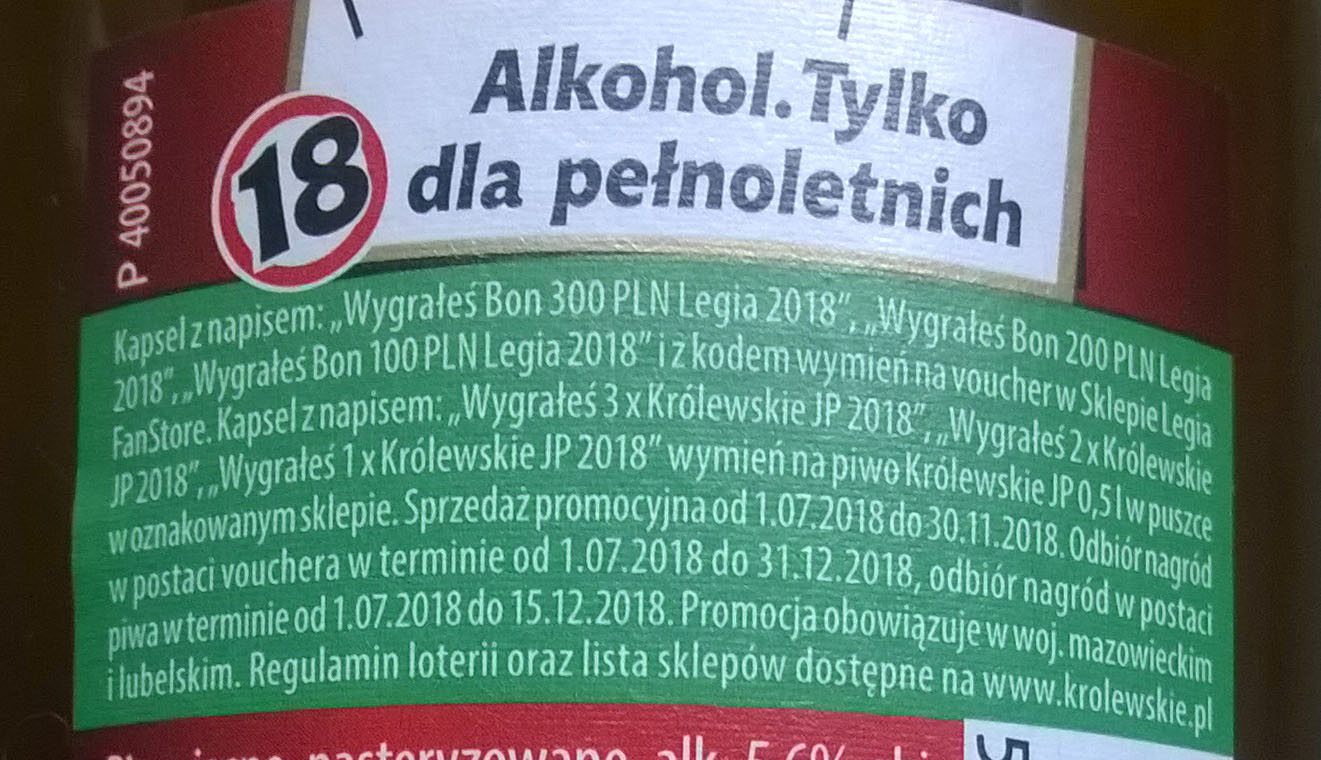 P 40050894
Alkohol. Tylko
18 dla pełnoletnich
Kapsel z napisem: „Wygrałeś Bon 300 PLN Legia 2018”, „Wygrałeś Bon 200 PLN Legia
2018”, „Wygrałeś Bon 100 PLN Legia 2018” i z kodem wymień na voucher w Sklepie Legia
FanStore. Kapsel z napisem: „Wygrałeś 3 x Królewskie JP 2018”, „Wygrałeś 2 x Królewskie
JP 2018”, „Wygrałeś 1 x Królewskie JP 2018” wymień na piwo Królewskie JP 0,5 l w puszce
w oznakowanym sklepie. Sprzedaż promocyjna od 1.07.2018 do 30.11.2018. Odbiór nagród
w postaci vouchera w terminie od 1.07.2018 do 31.12.2018, odbiór nagród w postaci
piwa w terminie od 1.07.2018 do 15.12.2018. Promocja obowiązuje w woj. mazowieckim
i lubelskim. Regulamin loterii oraz lista sklepów dostępne na www.krolewskie.pl
pasteryzowane alk 5,6%